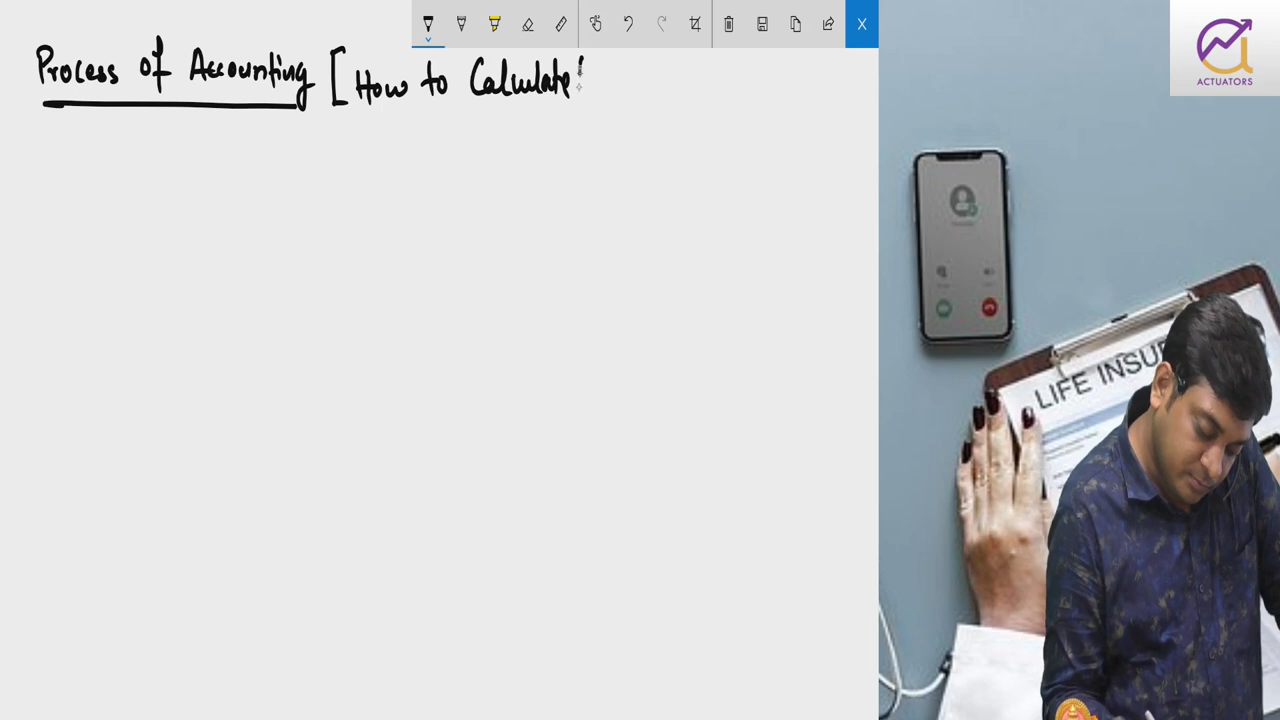 Process of Accounting [How to Calculate
ACTUATORS
LIFE INSU